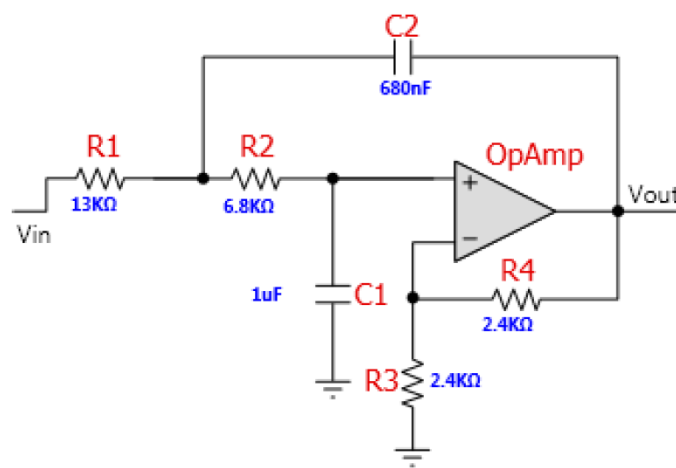 C2
680nF
R1
13KΩ
R2
6.8KΩ
OpAmp
+
−
Vin
Vout
1uF
C1
R4
2.4KΩ
R3
2.4KΩ